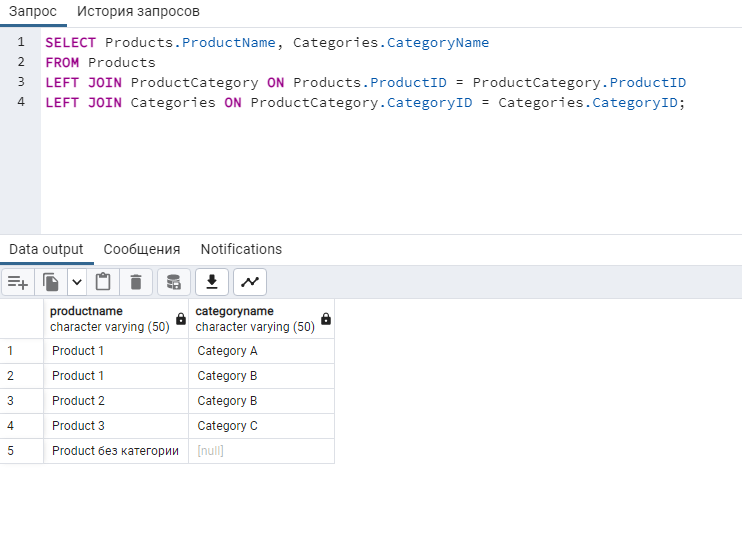 Запрос История запросов
1 SELECT Products.ProductName, Categories.CategoryName
2 FROM Products
3 LEFT JOIN ProductCategory ON Products.ProductID = ProductCategory.ProductID
4 LEFT JOIN Categories ON ProductCategory.CategoryID = Categories.CategoryID;
Data output Сообщения Notifications
productname categoryname
character varying (50) character varying (50)
1 Product 1 Category A
2 Product 1 Category B
3 Product 2 Category B
4 Product 3 Category C
5 Product без категории [null]